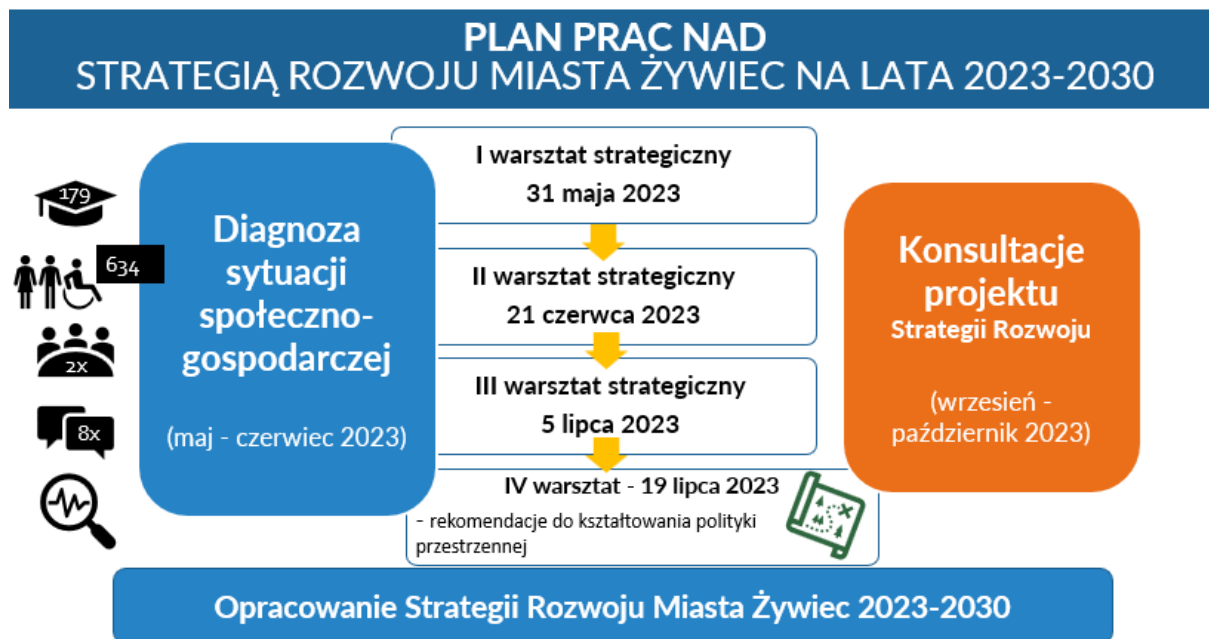 PLAN PRAC NAD
STRATEGIĄ ROZWOJU MIASTA ŻYWIEC NA LATA 2023-2030
179
634
2x
8x
Diagnoza
sytuacji
społeczno-
gospodarczej
(maj - czerwiec 2023)
I warsztat strategiczny
31 maja 2023
II warsztat strategiczny
21 czerwca 2023
III warsztat strategiczny
5 lipca 2023
IV warsztat - 19 lipca 2023
- rekomendacje do kształtowania polityki
przestrzennej
Konsultacje
projektu
Strategii Rozwoju
(wrzesień -
październik 2023)
Opracowanie Strategii Rozwoju Miasta Żywiec 2023-2030